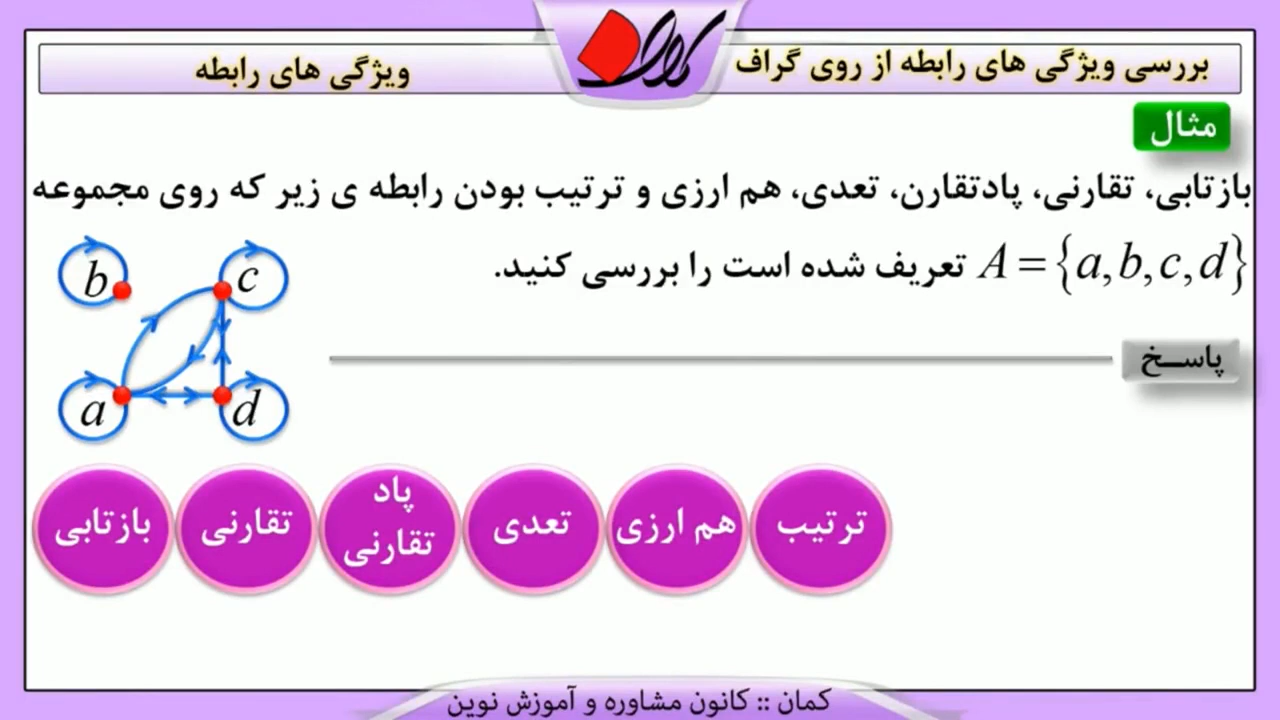 بررسی ویژگی های رابطه از روی گراف
کمان
ویژگی های رابطه
مثال
بازتابی، تقارنی، پادتقارن، تعدی، هم ارزی و ترتیب بودن رابطه ی زیر که روی مجموعه
A = {a,b,c,d} تعریف شده است را بررسی کنید.
b
c
a
d
پاســخ
ترتیب
هم ارزی
تعدی
پاد
تقارنی
تقارنی
بازتابی
کمان :: کانون مشاوره و آموزش نوین